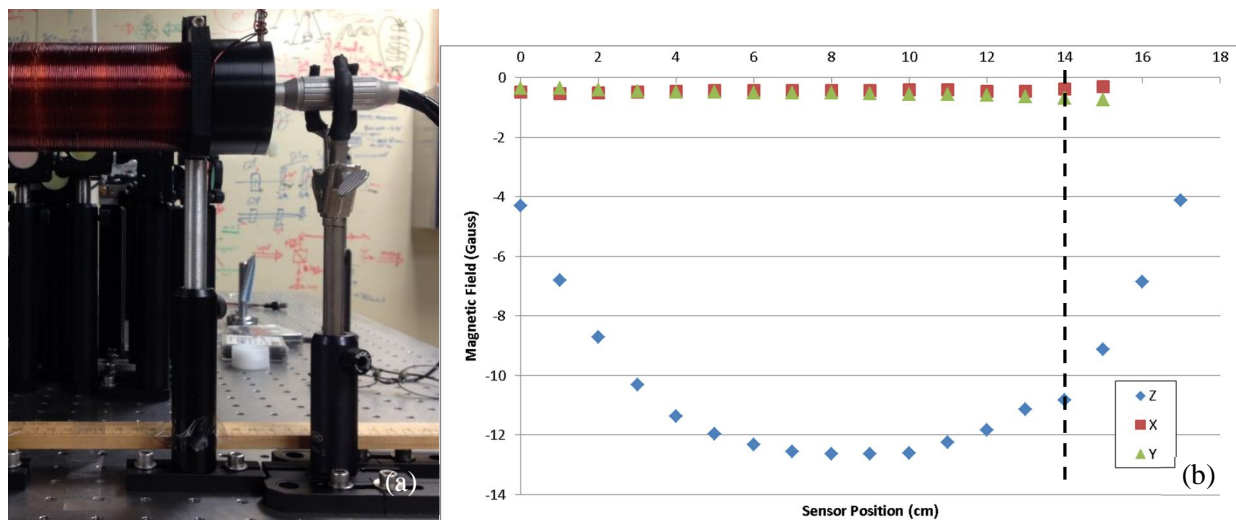 (a)
0 2 4 6 8 10 12 14 16 18
0
-2
-4
-6
-8
-10
-12
-14
Magnetic Field (Gauss)
Sensor Position (cm)
Z
X
Y
(b)